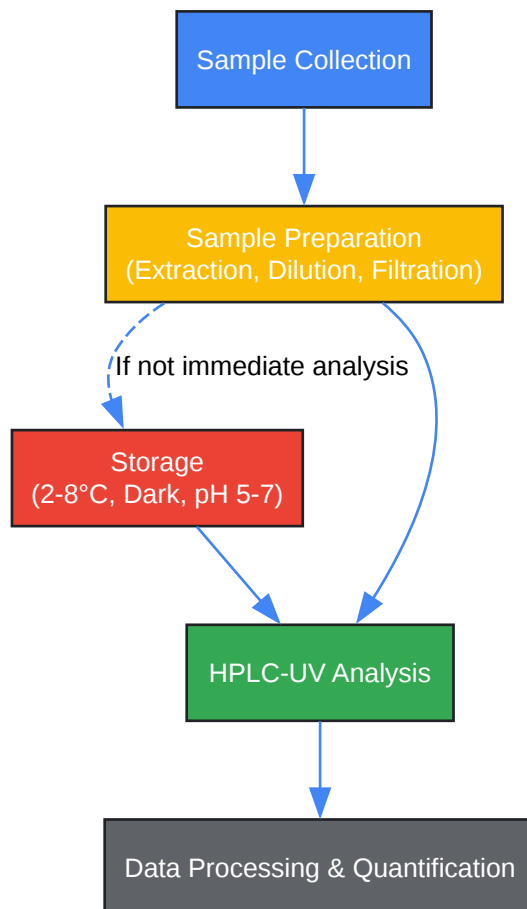 Sample Collection
Sample Preparation
(Extraction, Dilution, Filtration)
If not immediate analysis
Storage
(2-8°C, Dark, pH 5-7)
HPLC-UV Analysis
Data Processing & Quantification